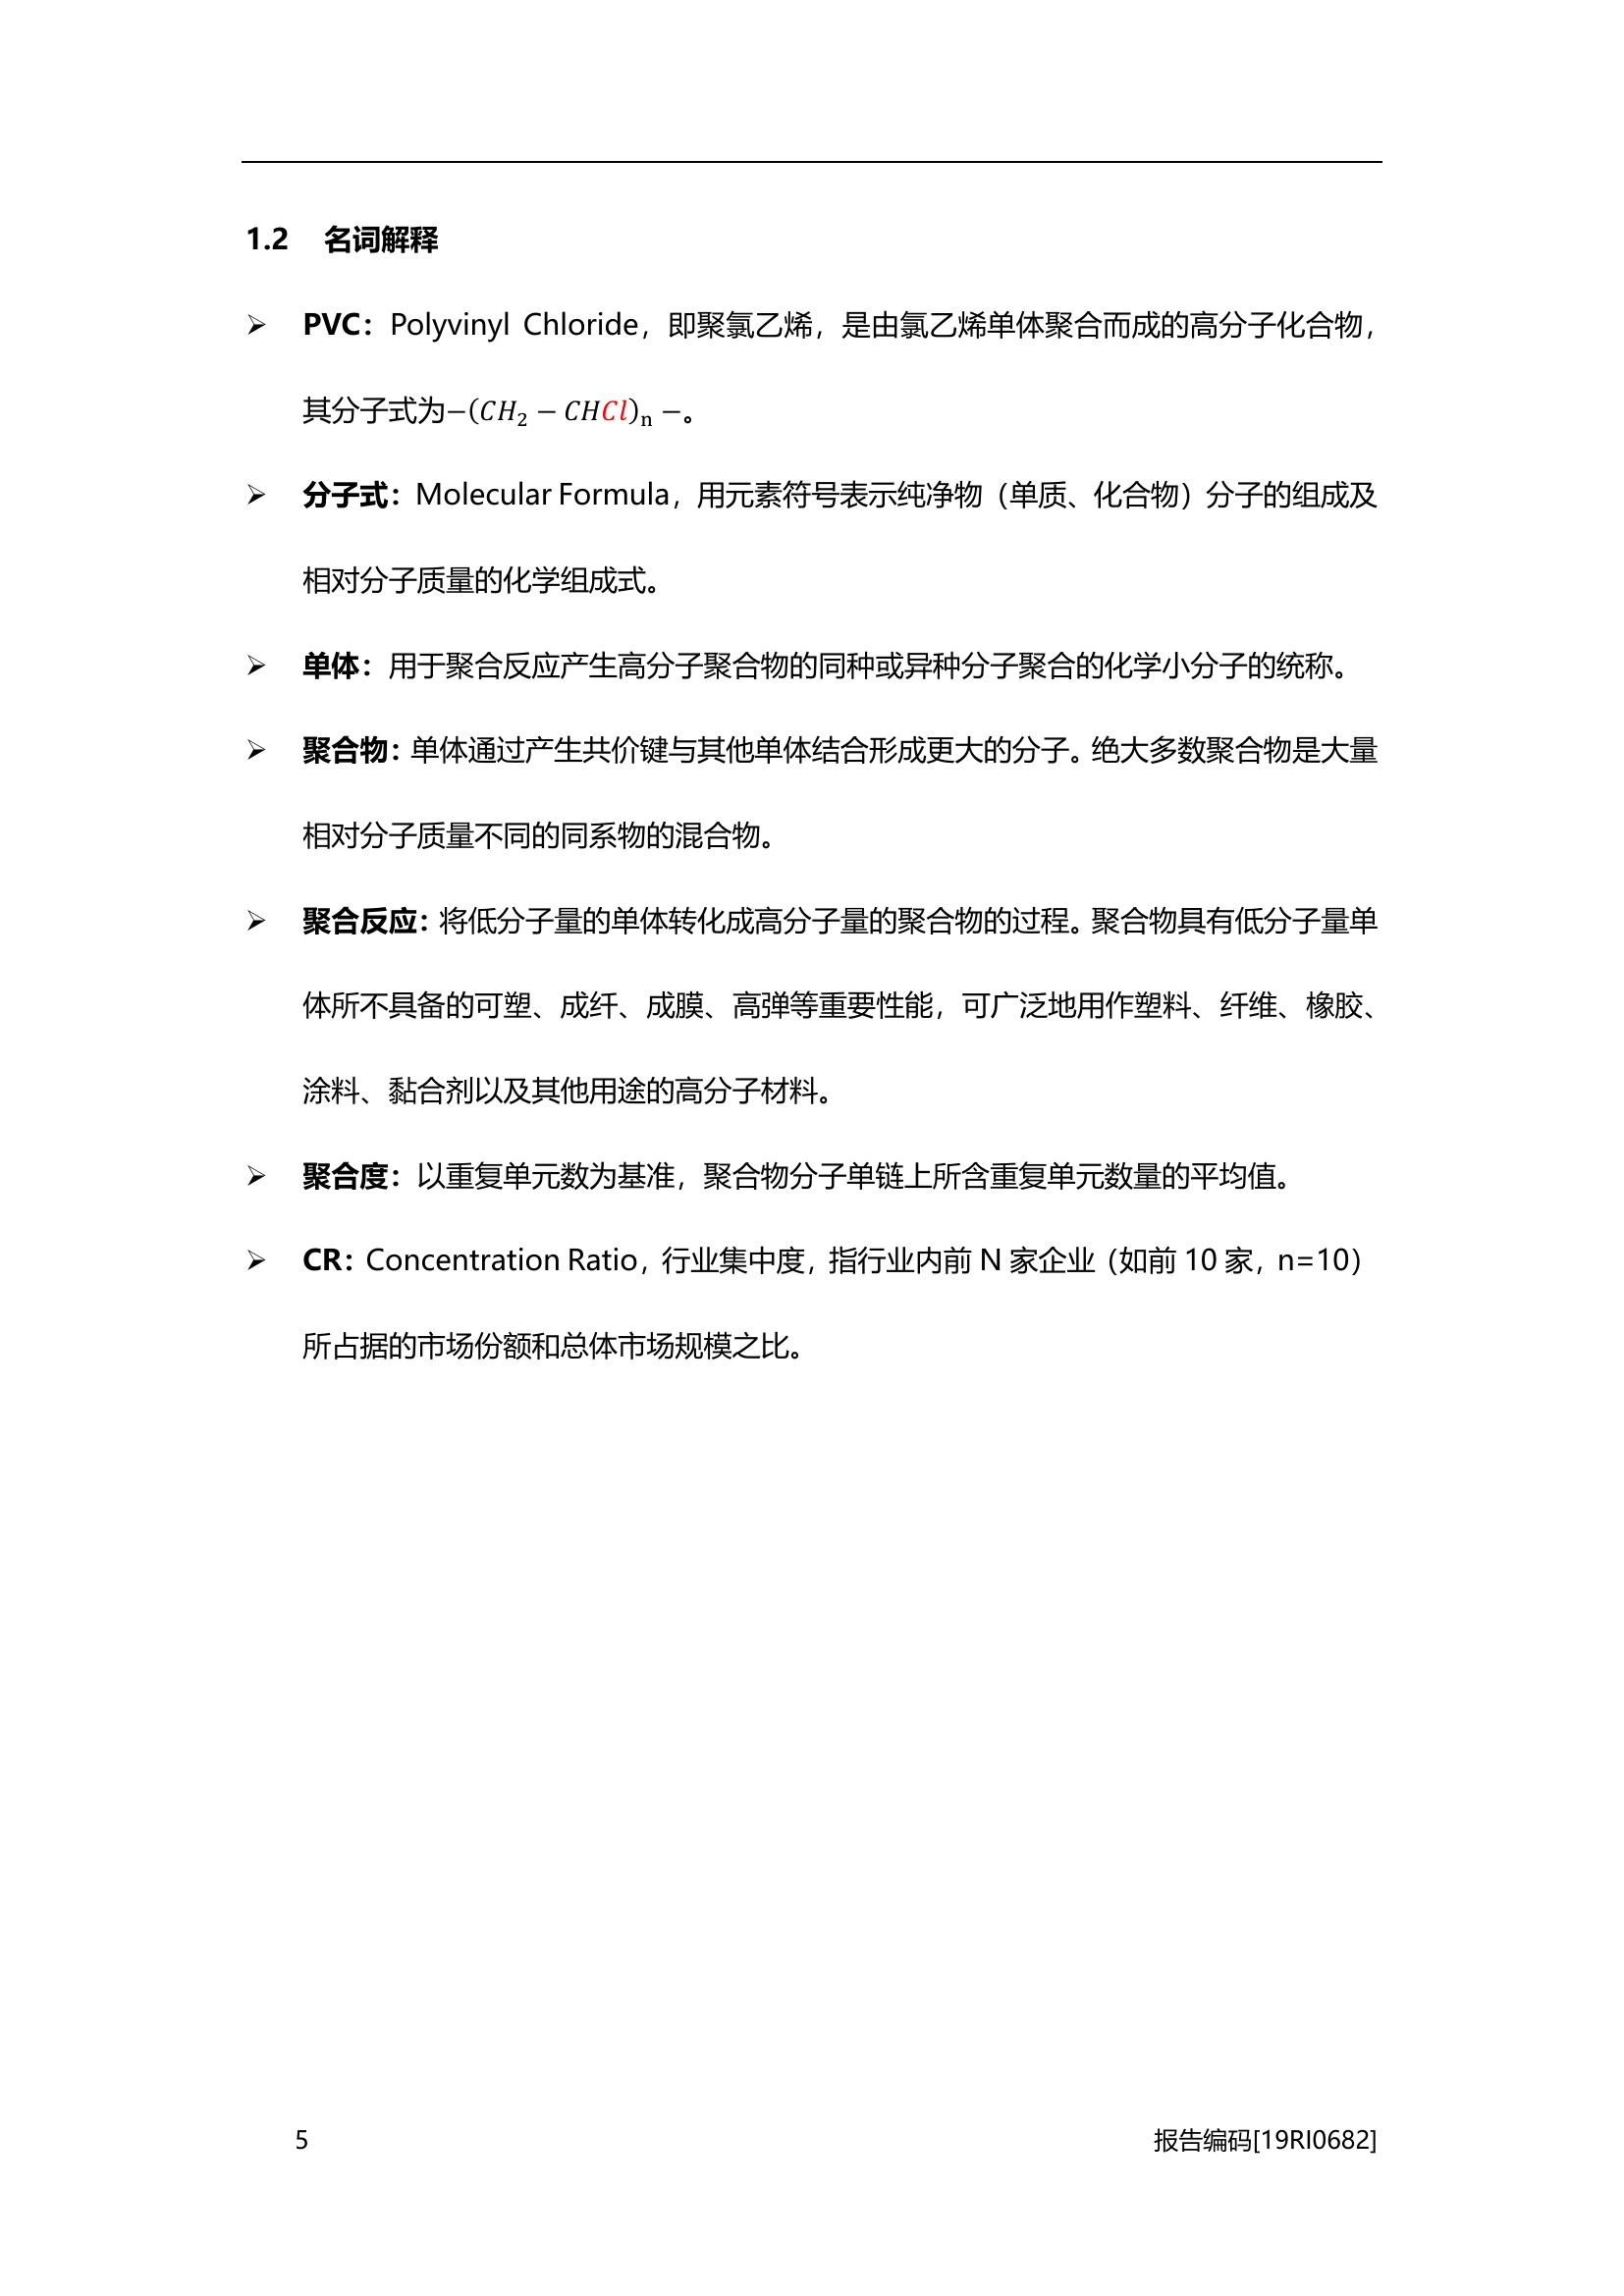 1.2 名词解释
➢ PVC：Polyvinyl Chloride，即聚氯乙烯，是由氯乙烯单体聚合而成的高分子化合物，
其分子式为−(CH₂ − CHCl)ₙ −。
➢ 分子式：Molecular Formula，用元素符号表示纯净物（单质、化合物）分子的组成及
相对分子质量的化学组成式。
➢ 单体：用于聚合反应产生高分子聚合物的同种或异种分子聚合的化学小分子的统称。
➢ 聚合物：单体通过产生共价键与其他单体结合形成更大的分子。绝大多数聚合物是大量
相对分子质量不同的同系物的混合物。
➢ 聚合反应：将低分子量的单体转化成高分子量的聚合物的过程。聚合物具有低分子量单
体所不具备的可塑、成纤、成膜、高弹等重要性能，可广泛地用作塑料、纤维、橡胶、
涂料、黏合剂以及其他用途的高分子材料。
➢ 聚合度：以重复单元数为基准，聚合物分子单链上所含重复单元数量的平均值。
➢ CR：Concentration Ratio，行业集中度，指行业内前 N 家企业（如前 10 家，n=10）
所占据的市场份额和总体市场规模之比。
5 报告编码[19RI0682]